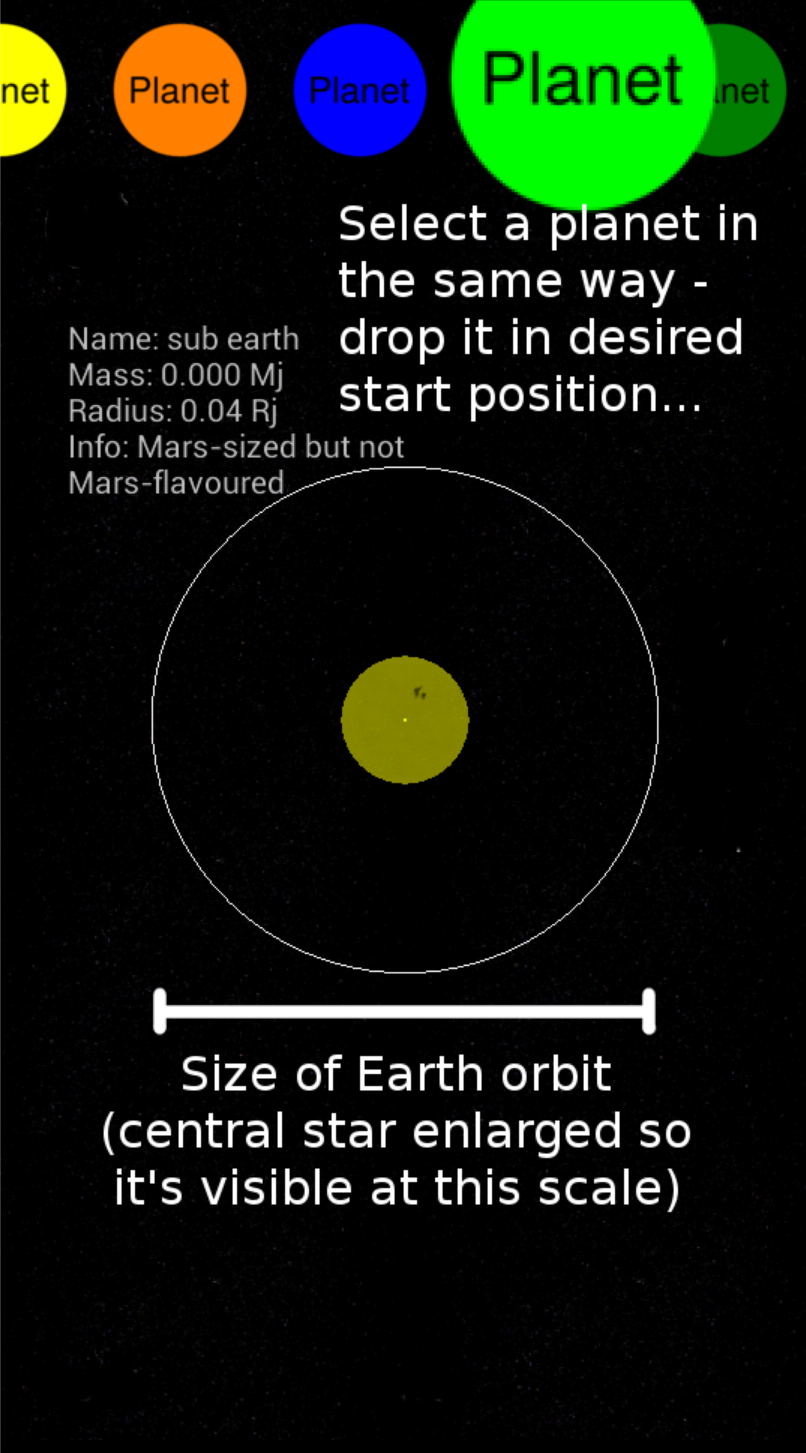 net
Planet
Planet
Planet
net
Select a planet in
the same way -
drop it in desired
start position...
Name: sub earth
Mass: 0.000 Mj
Radius: 0.04 Rj
Info: Mars-sized but not
Mars-flavoured
Size of Earth orbit
(central star enlarged so
it's visible at this scale)